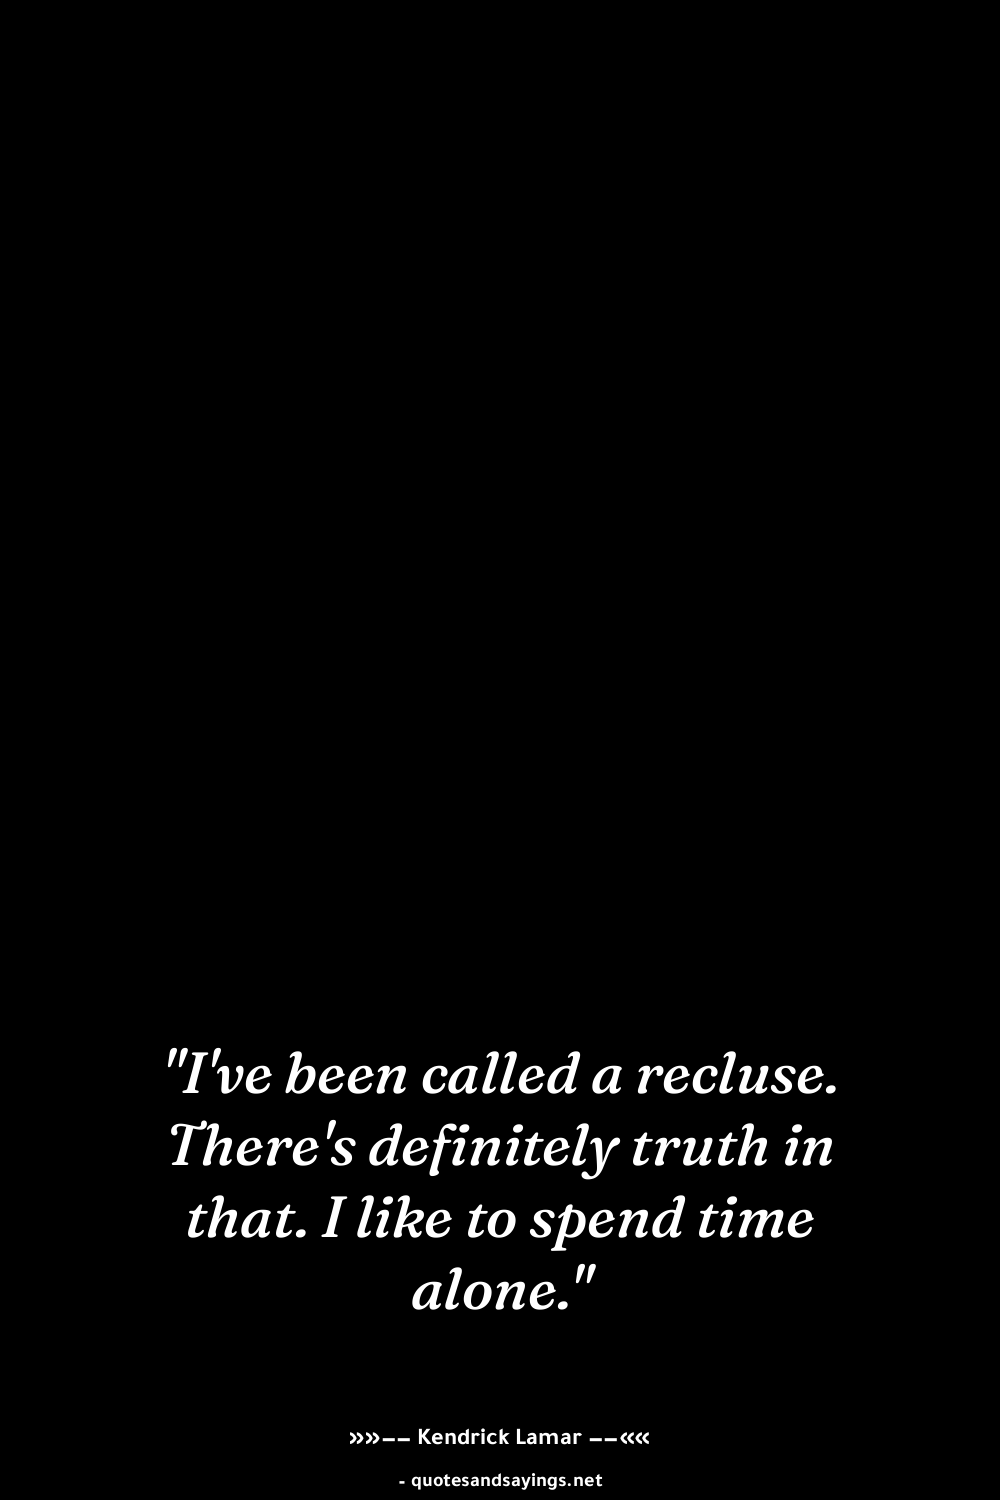 "I've been called a recluse.
There's definitely truth in
that. I like to spend time
alone."
»»—— Kendrick Lamar ——««
- quotesandsayings.net